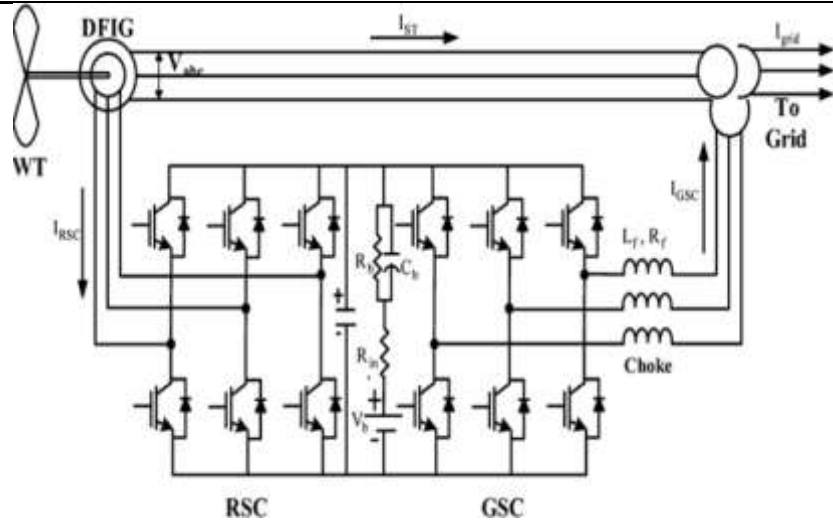 DFIG
I_ST
I_grid
V_abc
To
Grid
WT
I_RSC
I_GSC
R_b
C_b
L_f , R_f
+
-
R_in
Choke
+
V_b
-
RSC
GSC